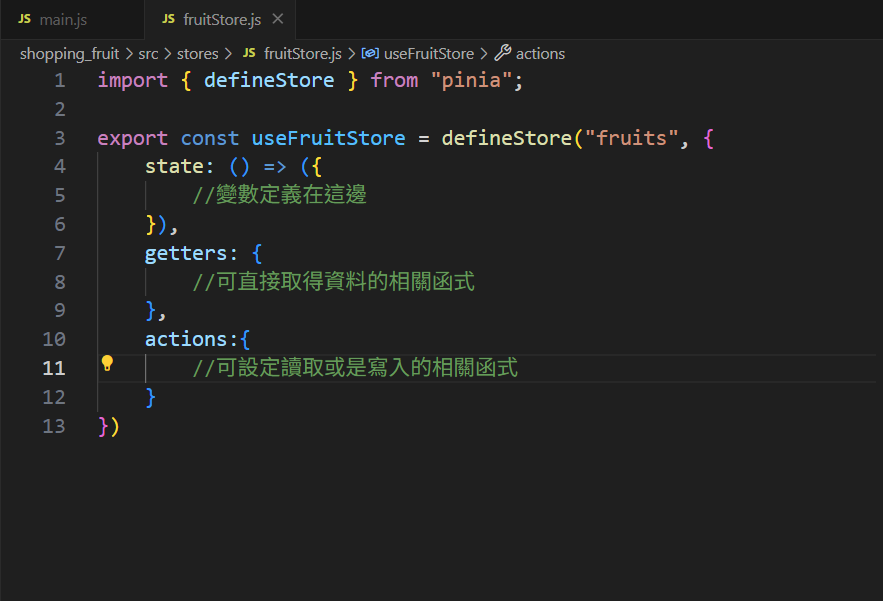 JS main.js JS fruitStore.js ×
shopping_fruit > src > stores > JS fruitStore.js > useFruitStore > actions
1 import { defineStore } from "pinia";
2
3 export const useFruitStore = defineStore("fruits", {
4 state: () => ({
5 //變數定義在這邊
6 }),
7 getters: {
8 //可直接取得資料的相關函式
9 },
10 actions:{
11 //可設定讀取或是寫入的相關函式
12 }
13 })